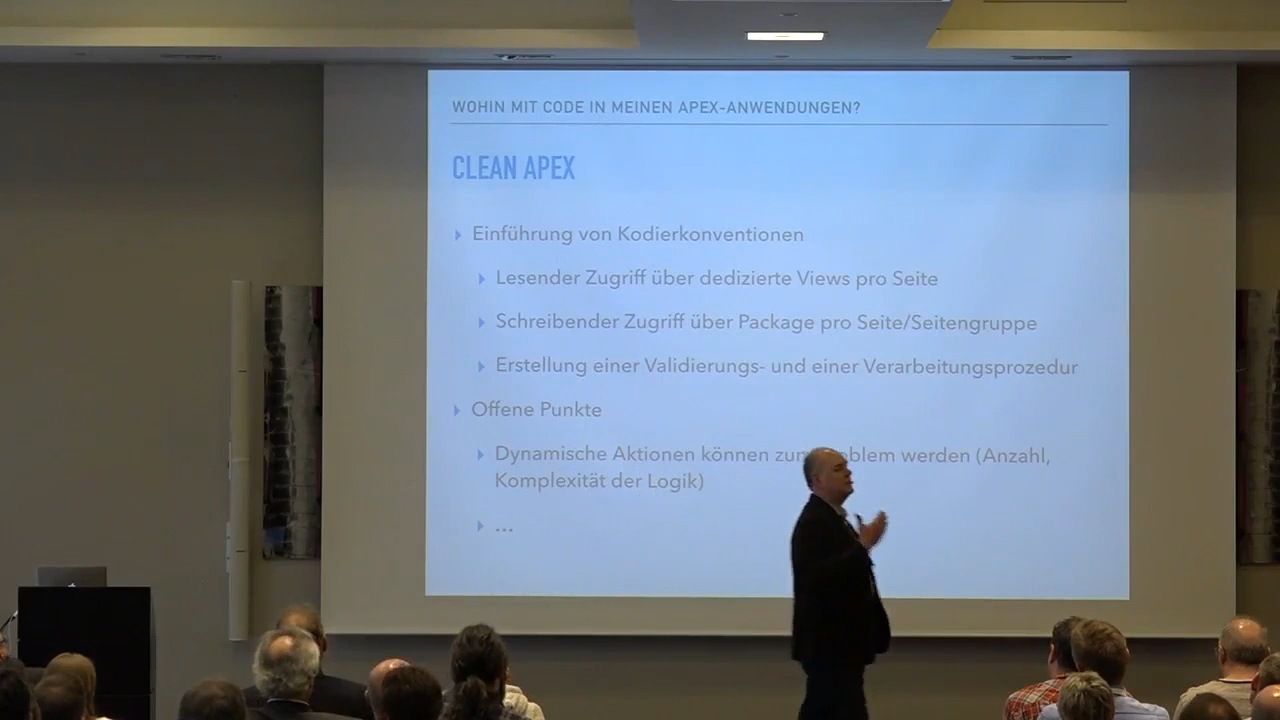 WOHIN MIT CODE IN MEINEN APEX-ANWENDUNGEN?
CLEAN APEX
Einführung von Kodierkonventionen
Lesender Zugriff über dedizierte Views pro Seite
Schreibender Zugriff über Package pro Seite/Seitengruppe
Erstellung einer Validierungs- und einer Verarbeitungsprozedur
Offene Punkte
Dynamische Aktionen können zum Problem werden (Anzahl,
Komplexität der Logik)
...